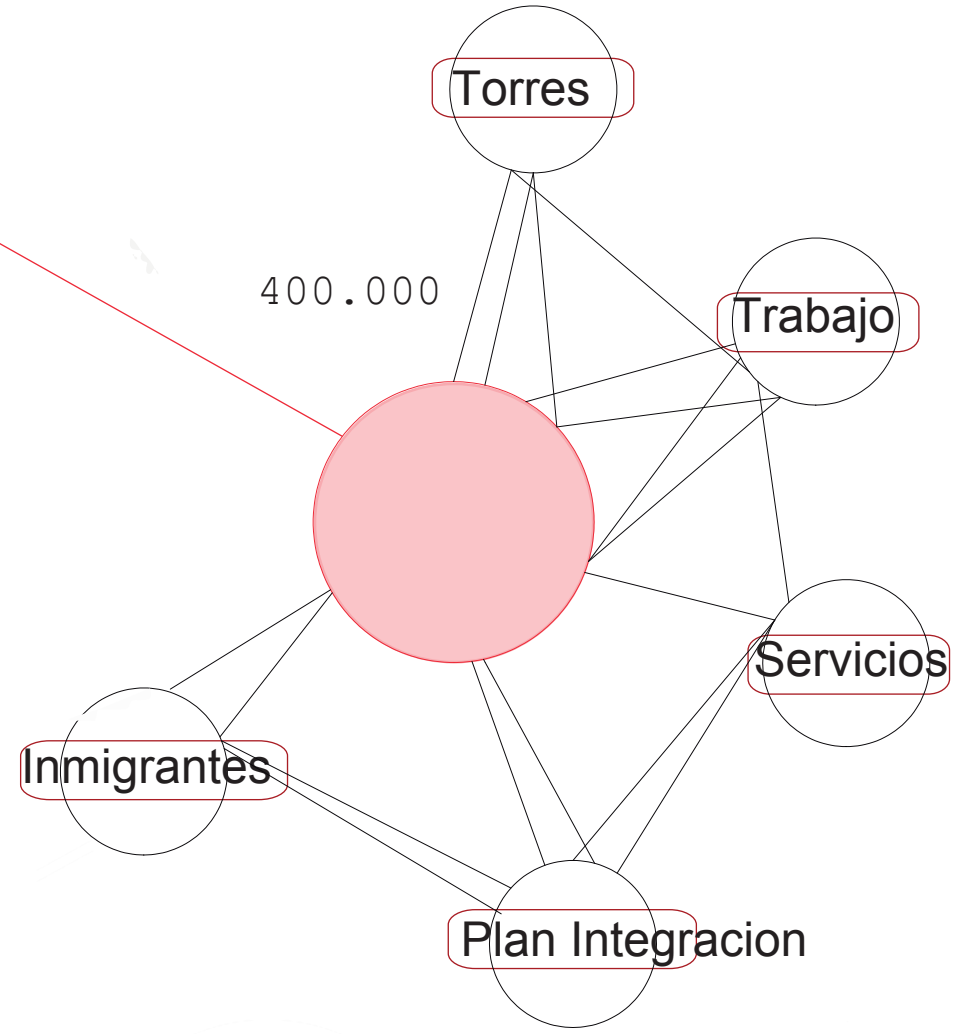 Torres
400.000
Trabajo
Servicios
Inmigrantes
Plan Integracion